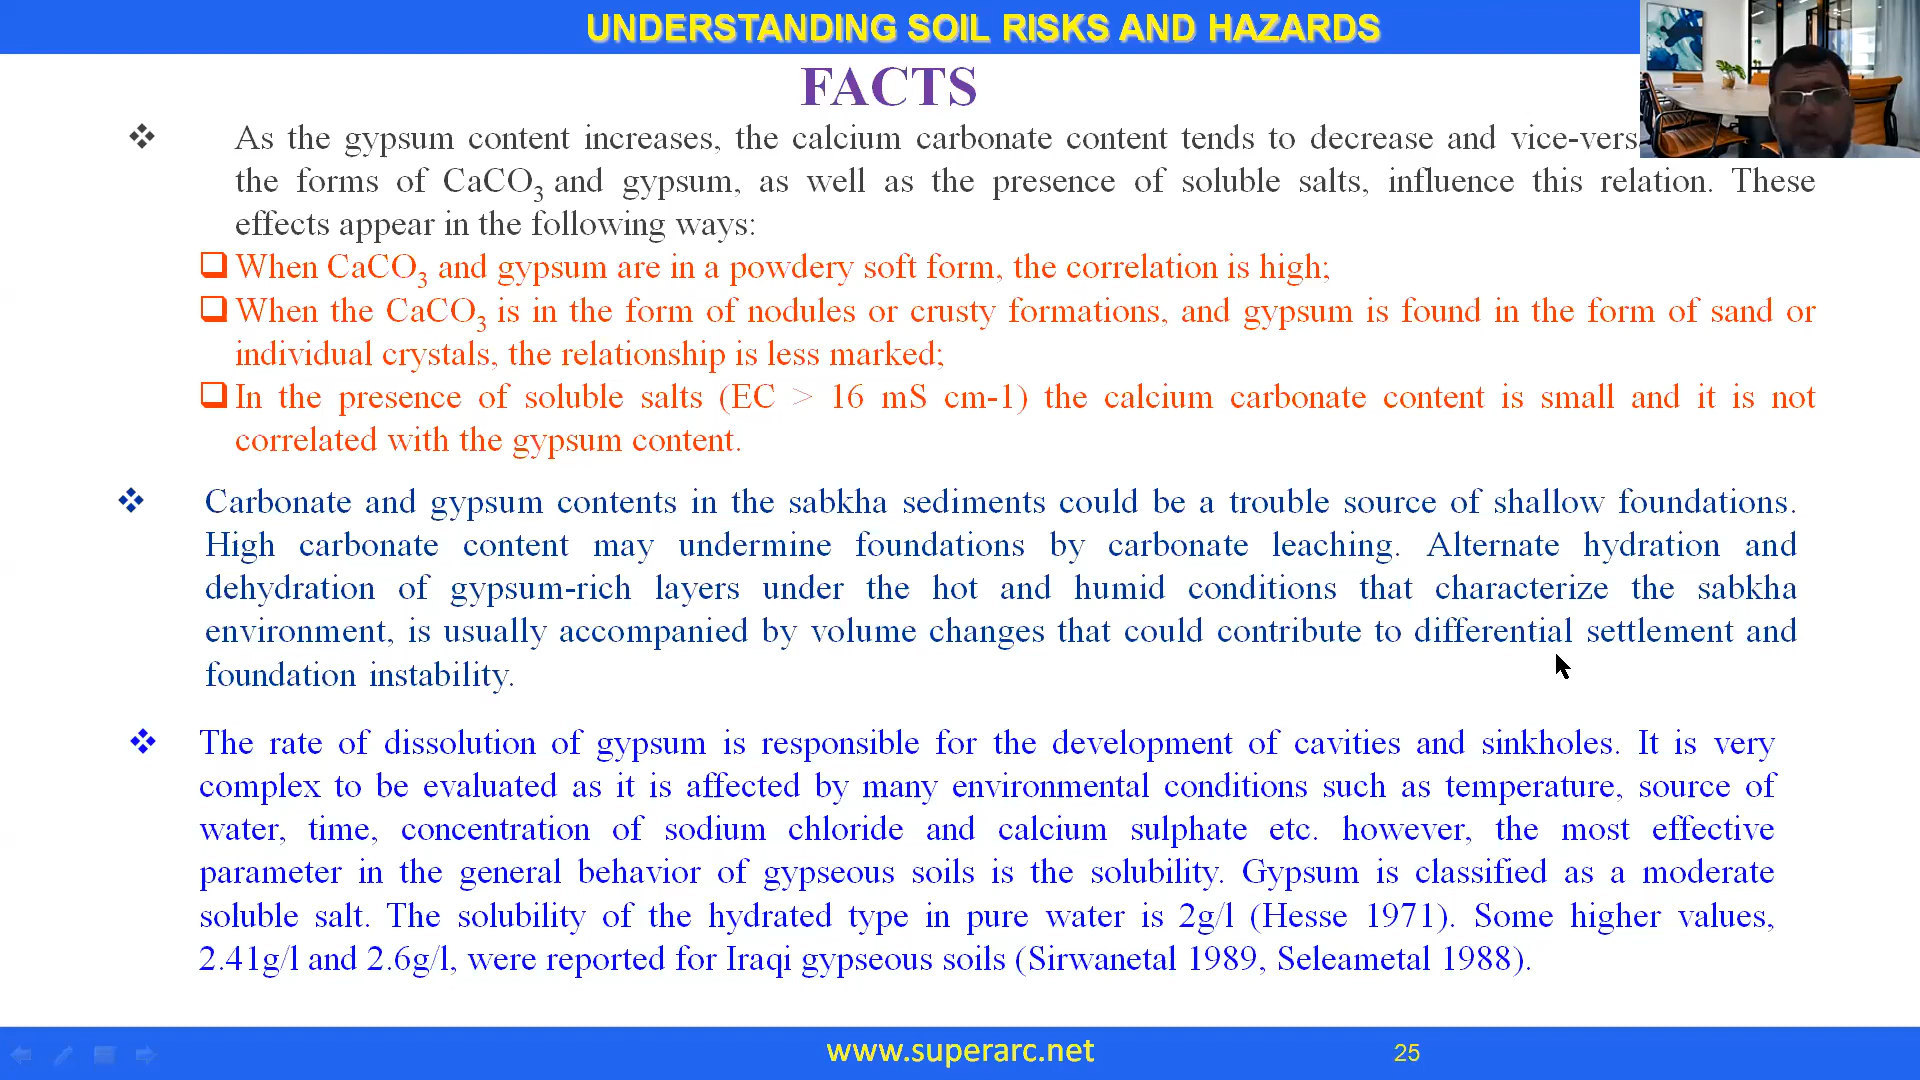 UNDERSTANDING SOIL RISKS AND HAZARDS
FACTS
❖ As the gypsum content increases, the calcium carbonate content tends to decrease and
the forms of CaCO₃ and gypsum, as well as the presence of soluble salts, influence this relation. These
effects appear in the following ways:
❑ When CaCO₃ and gypsum are in a powdery soft form, the correlation is high;
❑ When the CaCO₃ is in the form of nodules or crusty formations, and gypsum is found in the form of sand or
individual crystals, the relationship is less marked;
❑ In the presence of soluble salts (EC > 16 mS cm-1) the calcium carbonate content is small and it is not
correlated with the gypsum content.
❖ Carbonate and gypsum contents in the sabkha sediments could be a trouble source of shallow foundations.
High carbonate content may undermine foundations by carbonate leaching. Alternate hydration and
dehydration of gypsum-rich layers under the hot and humid conditions that characterize the sabkha
environment, is usually accompanied by volume changes that could contribute to differential settlement and
foundation instability.
❖ The rate of dissolution of gypsum is responsible for the development of cavities and sinkholes. It is very
complex to be evaluated as it is affected by many environmental conditions such as temperature, source of
water, time, concentration of sodium chloride and calcium sulphate etc. however, the most effective
parameter in the general behavior of gypseous soils is the solubility. Gypsum is classified as a moderate
soluble salt. The solubility of the hydrated type in pure water is 2g/l (Hesse 1971). Some higher values,
2.41g/l and 2.6g/l, were reported for Iraqi gypseous soils (Sirwanetal 1989, Seleametal 1988).
www.superarc.net
25